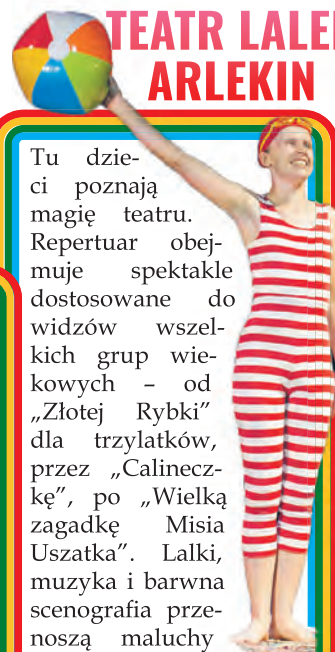 TEATR LALE
ARLEKIN
Tu dzie-
ci poznają
magię teatru.
Repertuar obej-
muje spektakle
dostosowane do
widzów wszel-
kich grup wie-
kowych – od
„Złotej Rybki”
dla trzylatków,
przez „Calinecz-
kę”, po „Wielką
zagadkę Misia
Uszatka”. Lalki,
muzyka i barwna
scenografia prze-
noszą maluchy